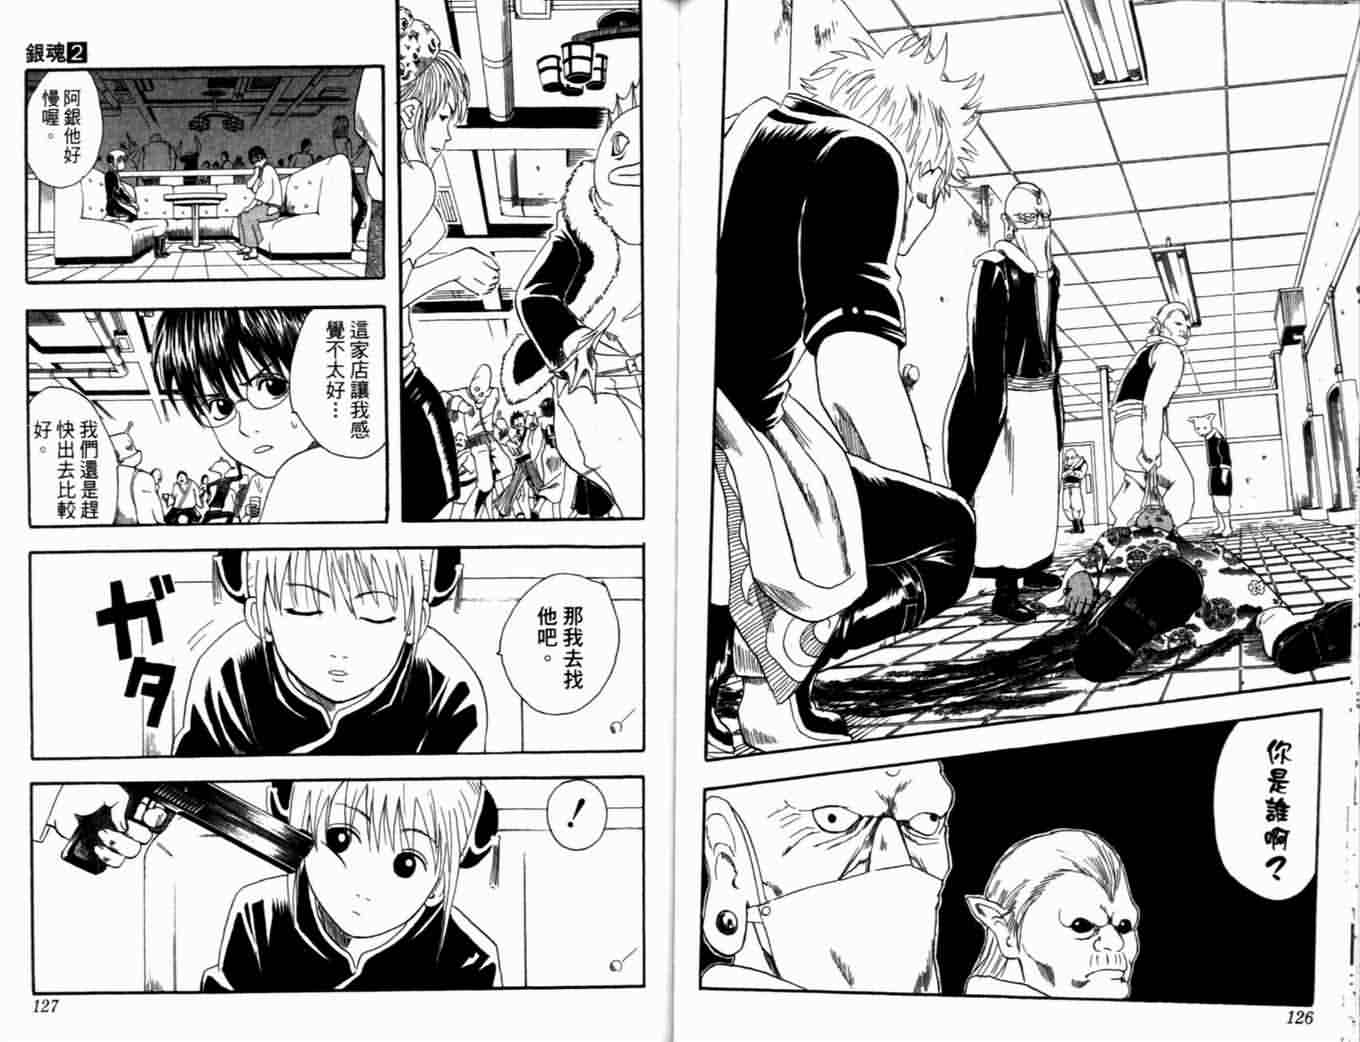 你是誰啊?
126
銀魂2
阿銀他好
慢喔。
這家店讓我感
覺不太好…
我們還是趕
快出去比較
好。
那我去找
他吧。
ガタ
!
127